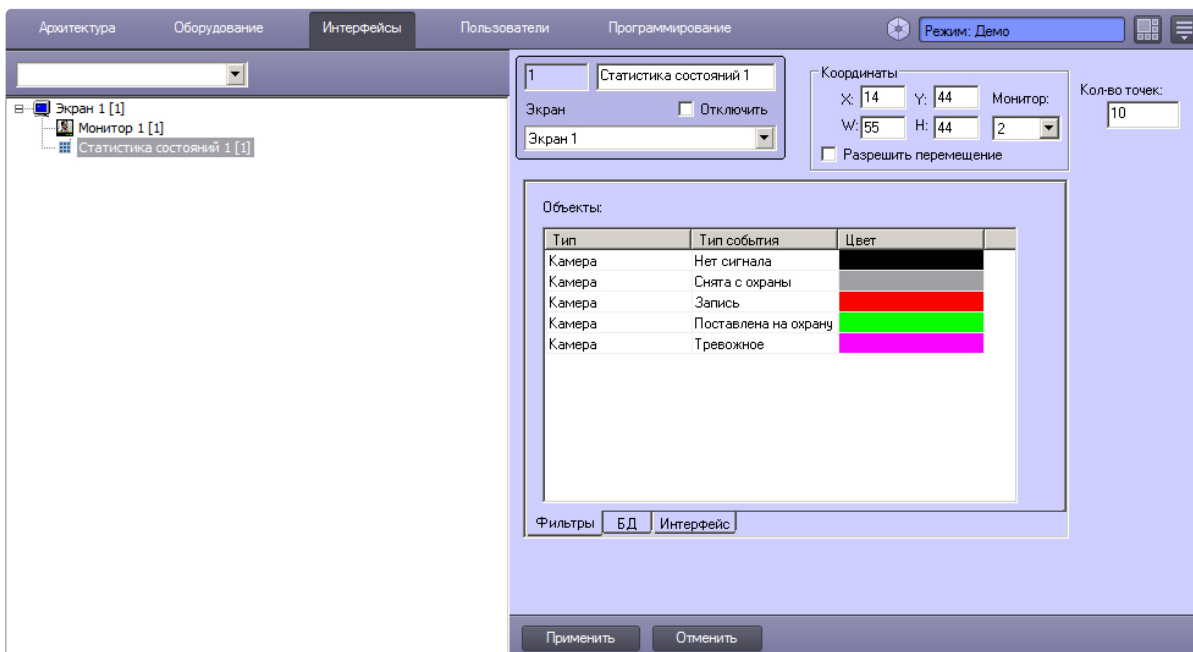 Архитектура Оборудование Интерфейсы Пользователи Программирование Режим: Демо
Экран 1 [1]
Монитор 1 [1]
Статистика состояний 1 [1]
1 Статистика состояний 1
Экран Отключить
Экран 1
Координаты
X: 14 Y: 44 Монитор:
W: 55 H: 44 2
Разрешить перемещение
Кол-во точек:
10
Объекты:
Тип Тип события Цвет
Камера Нет сигнала
Камера Снята с охраны
Камера Запись
Камера Поставлена на охрану
Камера Тревожное
Фильтры БД Интерфейс
Применить Отменить